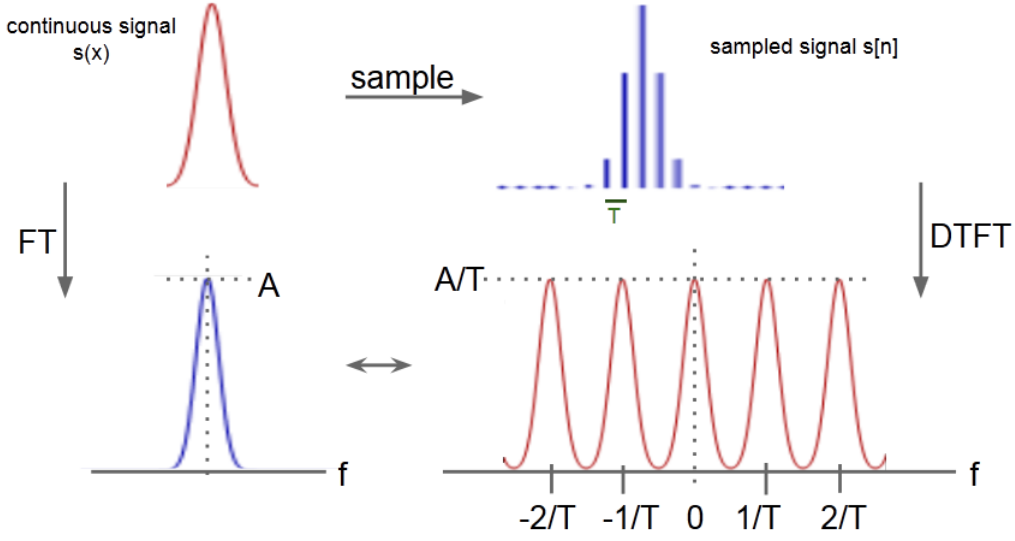 continuous signal
s(x)
sample
sampled signal s[n]
T
FT
DTFT
A
A/T
f
f
-2/T
-1/T
0
1/T
2/T